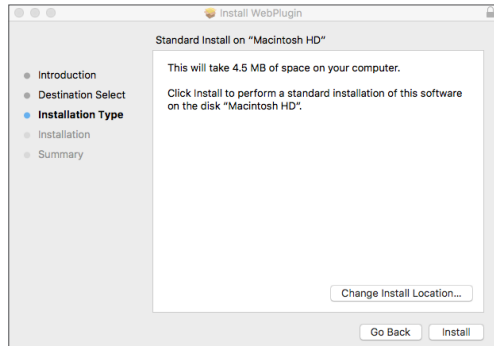 Install WebPlugin
Standard Install on “Macintosh HD”
Introduction
Destination Select
Installation Type
Installation
Summary
This will take 4.5 MB of space on your computer.
Click Install to perform a standard installation of this software
on the disk “Macintosh HD”.
Change Install Location...
Go Back
Install